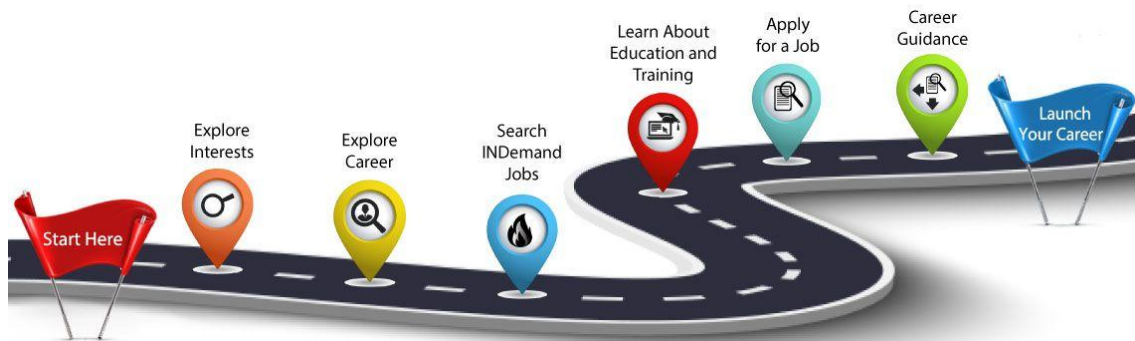 Start Here
Explore
Interests
Explore
Career
Search
INDemand
Jobs
Learn About
Education and
Training
Apply
for a Job
Career
Guidance
Launch
Your Career